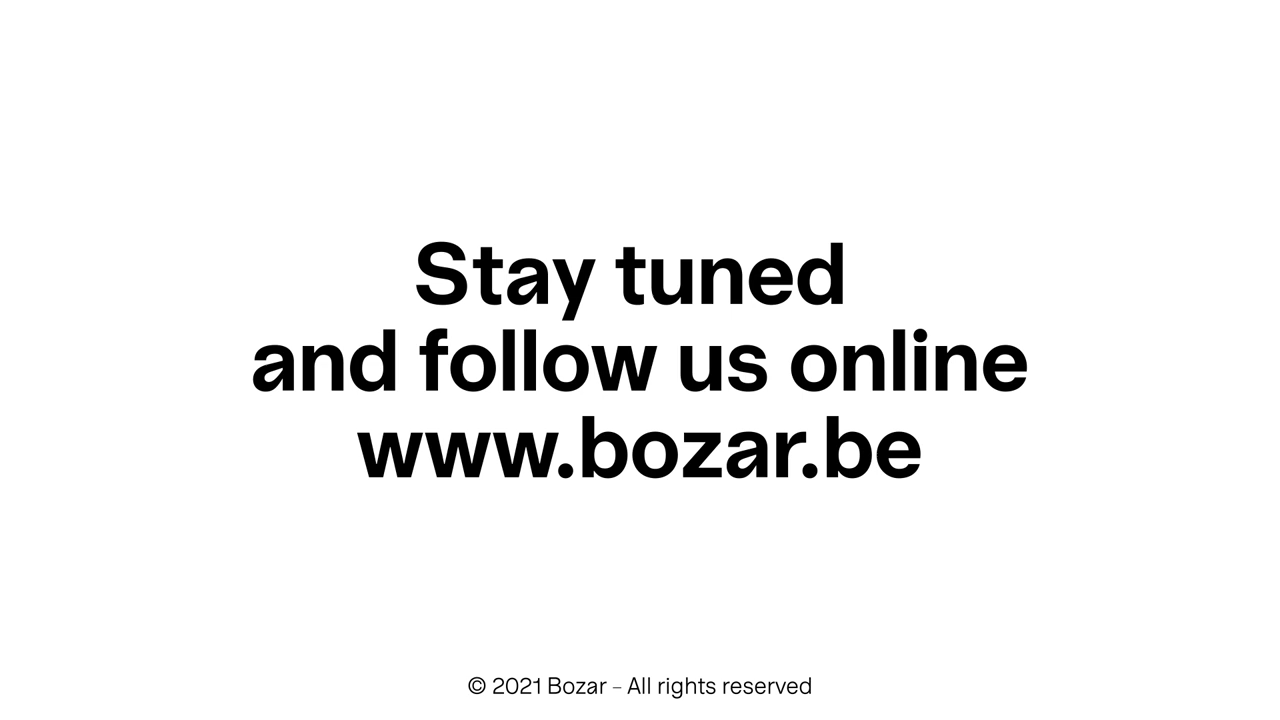 Stay tuned
and follow us online
www.bozar.be
© 2021 Bozar – All rights reserved